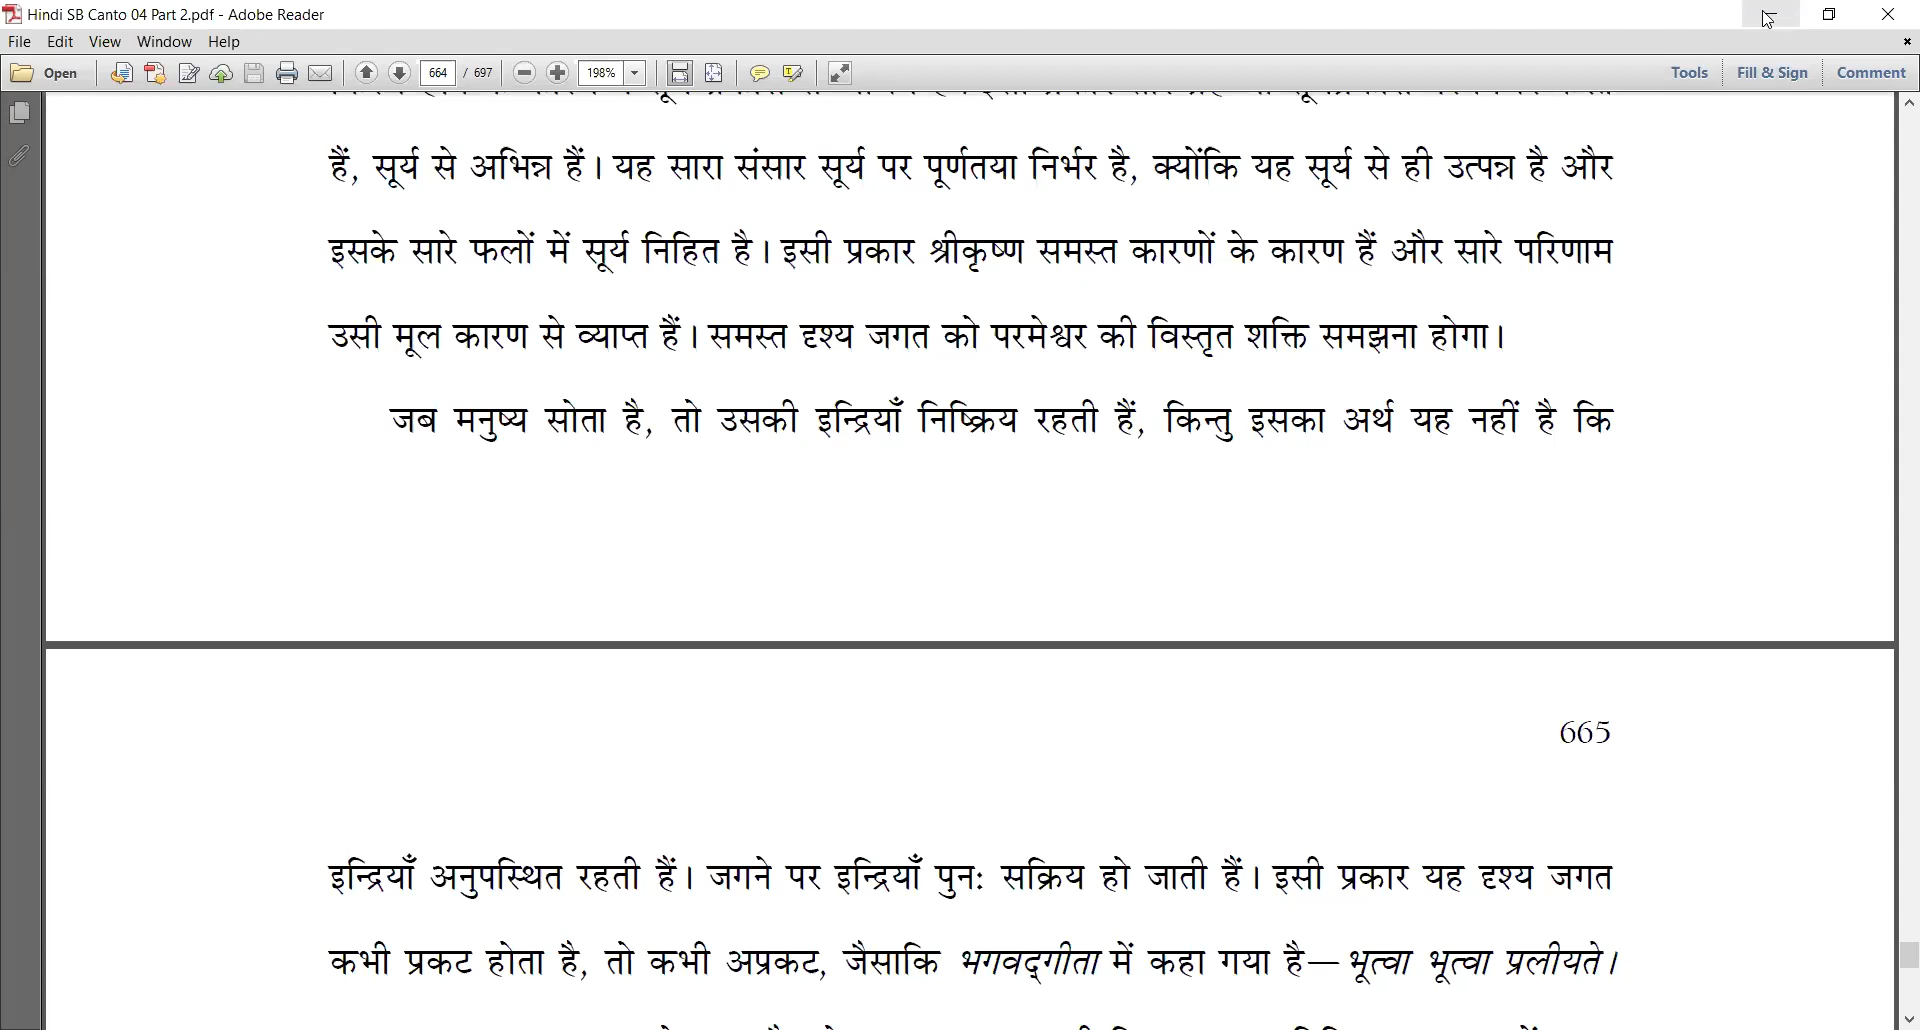 Hindi SB Canto 04 Part 2.pdf - Adobe Reader
File Edit View Window Help
Open 664 / 697 198% Tools Fill & Sign Comment
हैं, सूर्य से अभिन्न हैं। यह सारा संसार सूर्य पर पूर्णतया निर्भर है, क्योंकि यह सूर्य से ही उत्पन्न है और
इसके सारे फलों में सूर्य निहित है। इसी प्रकार श्रीकृष्ण समस्त कारणों के कारण हैं और सारे परिणाम
उसी मूल कारण से व्याप्त हैं। समस्त दृश्य जगत को परमेश्वर की विस्तृत शक्ति समझना होगा।
जब मनुष्य सोता है, तो उसकी इन्द्रियाँ निष्क्रिय रहती हैं, किन्तु इसका अर्थ यह नहीं है कि
665
इन्द्रियाँ अनुपस्थित रहती हैं। जगने पर इन्द्रियाँ पुनः सक्रिय हो जाती हैं। इसी प्रकार यह दृश्य जगत
कभी प्रकट होता है, तो कभी अप्रकट, जैसाकि भगवद्गीता में कहा गया है—भूत्वा भूत्वा प्रलीयते।